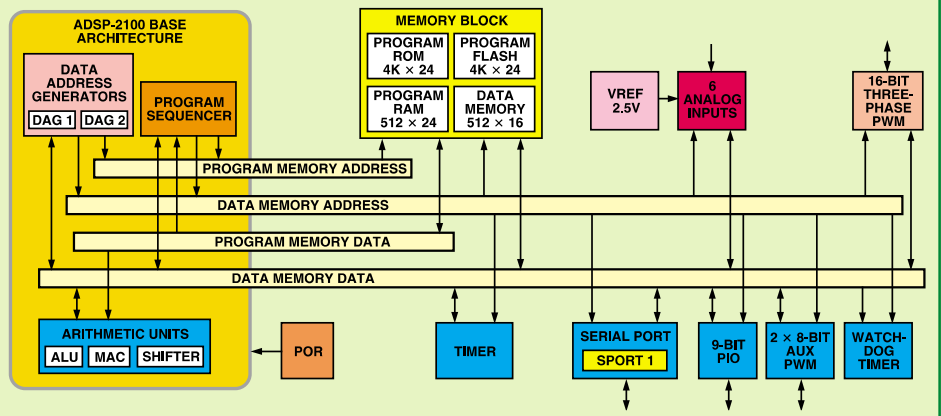 ADSP-2100 BASE
ARCHITECTURE
DATA
ADDRESS
GENERATORS
DAG 1
DAG 2
PROGRAM
SEQUENCER
MEMORY BLOCK
PROGRAM
ROM
4K × 24
PROGRAM
FLASH
4K × 24
PROGRAM
RAM
512 × 24
DATA
MEMORY
512 × 16
VREF
2.5V
6
ANALOG
INPUTS
16-BIT
THREE-
PHASE
PWM
PROGRAM MEMORY ADDRESS
DATA MEMORY ADDRESS
PROGRAM MEMORY DATA
DATA MEMORY DATA
ARITHMETIC UNITS
ALU
MAC
SHIFTER
POR
TIMER
SERIAL PORT
SPORT 1
9-BIT
PIO
2 × 8-BIT
AUX
PWM
WATCH-
DOG
TIMER